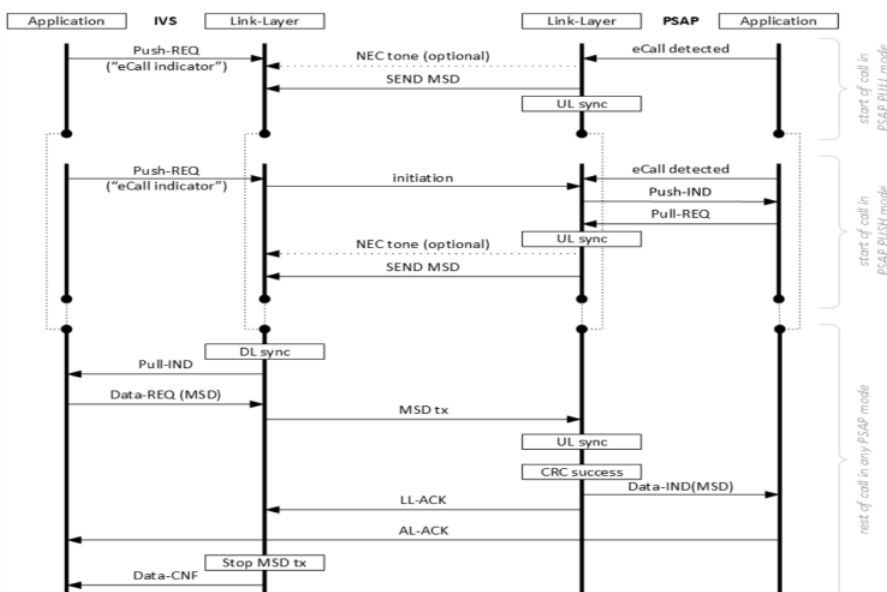 Application IVS Link-Layer Link-Layer PSAP Application
Push-REQ
("eCall indicator")
NEC tone (optional)
eCall detected
SEND MSD
UL sync
start of call in
PSAP PULL mode
Push-REQ
("eCall indicator")
initiation
eCall detected
Push-IND
Pull-REQ
UL sync
NEC tone (optional)
SEND MSD
start of call in
PSAP PUSH mode
DL sync
Pull-IND
Data-REQ (MSD)
MSD tx
UL sync
CRC success
Data-IND(MSD)
LL-ACK
AL-ACK
Stop MSD tx
Data-CNF
rest of call in any PSAP mode